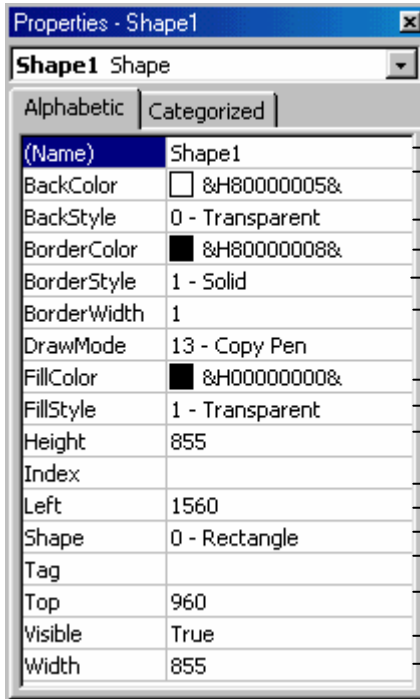 Properties - Shape1
Shape1 Shape
Alphabetic Categorized
(Name) Shape1
BackColor &H80000005&
BackStyle 0 - Transparent
BorderColor &H80000008&
BorderStyle 1 - Solid
BorderWidth 1
DrawMode 13 - Copy Pen
FillColor &H00000000&
FillStyle 1 - Transparent
Height 855
Index
Left 1560
Shape 0 - Rectangle
Tag
Top 960
Visible True
Width 855